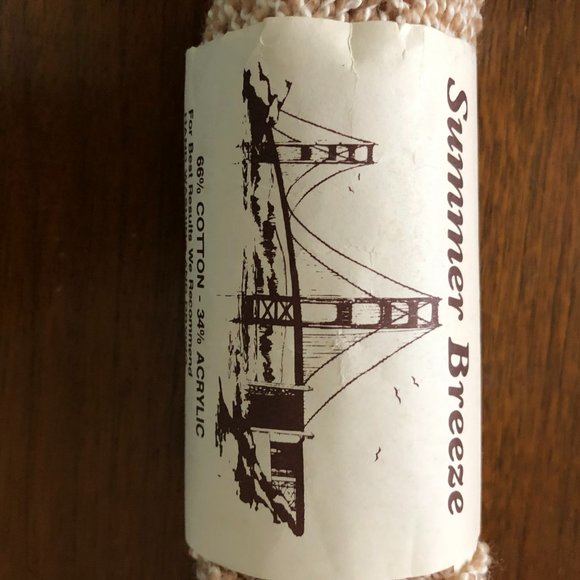 Summer Breeze
66% COTTON - 34% ACRYLIC
For Best Results We Recommend